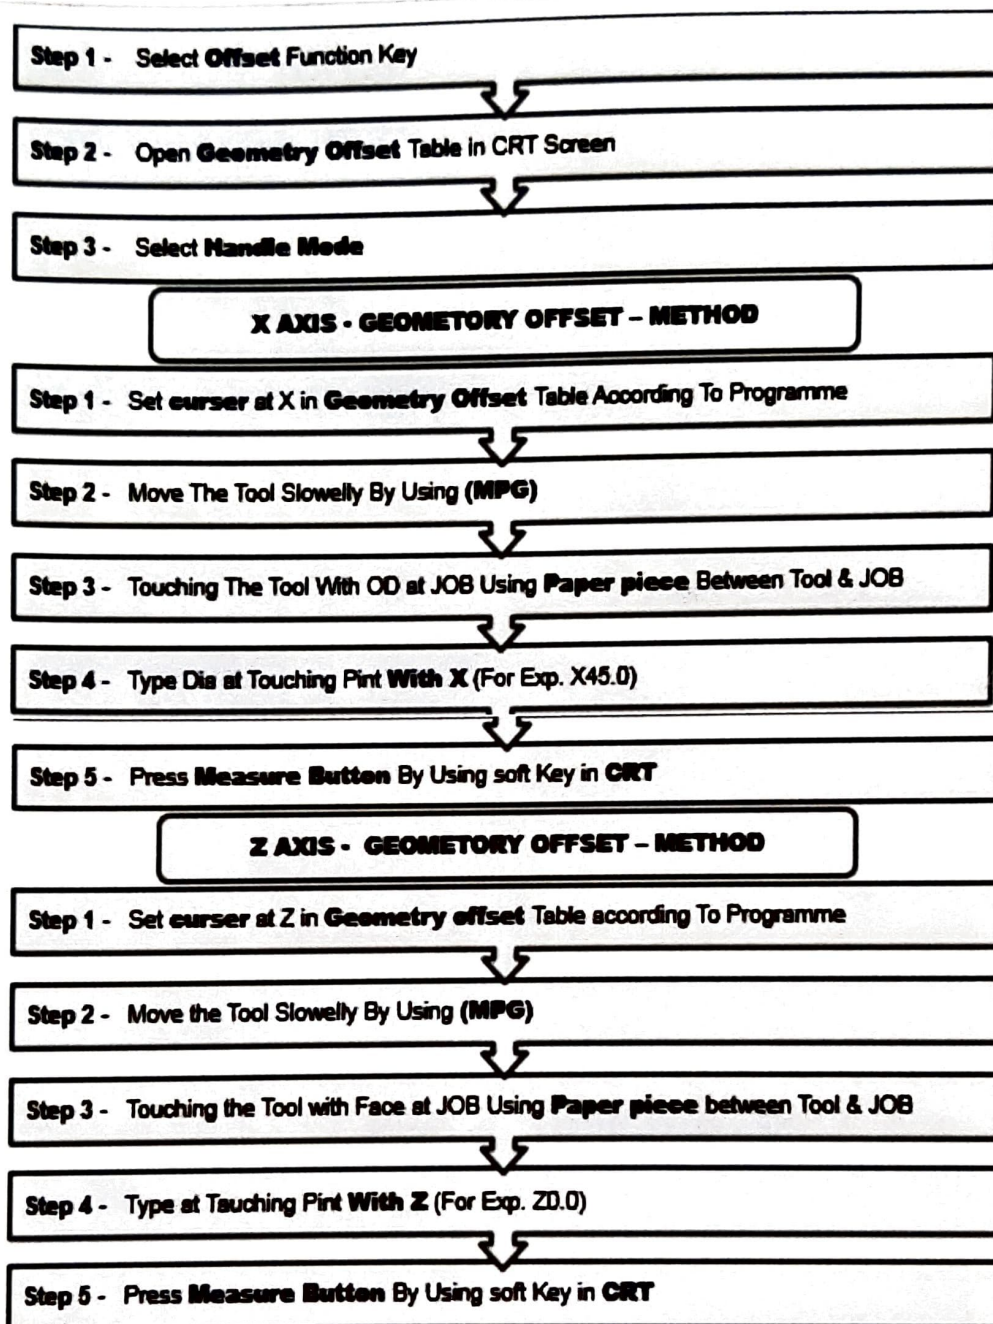 Step 1 - Select Offset Function Key
Step 2 - Open Geometry Offset Table in CRT Screen
Step 3 - Select Handle Mode
X AXIS - GEOMETORY OFFSET – METHOD
Step 1 - Set curser at X in Geometry Offset Table According To Programme
Step 2 - Move The Tool Slowelly By Using (MPG)
Step 3 - Touching The Tool With OD at JOB Using Paper piece Between Tool & JOB
Step 4 - Type Dia at Touching Pint With X (For Exp. X45.0)
Step 5 - Press Measure Button By Using soft Key in CRT
Z AXIS - GEOMETORY OFFSET – METHOD
Step 1 - Set curser at Z in Geometry offset Table according To Programme
Step 2 - Move the Tool Slowelly By Using (MPG)
Step 3 - Touching the Tool with Face at JOB Using Paper piece between Tool & JOB
Step 4 - Type at Tauching Pint With Z (For Exp. Z0.0)
Step 5 - Press Measure Button By Using soft Key in CRT